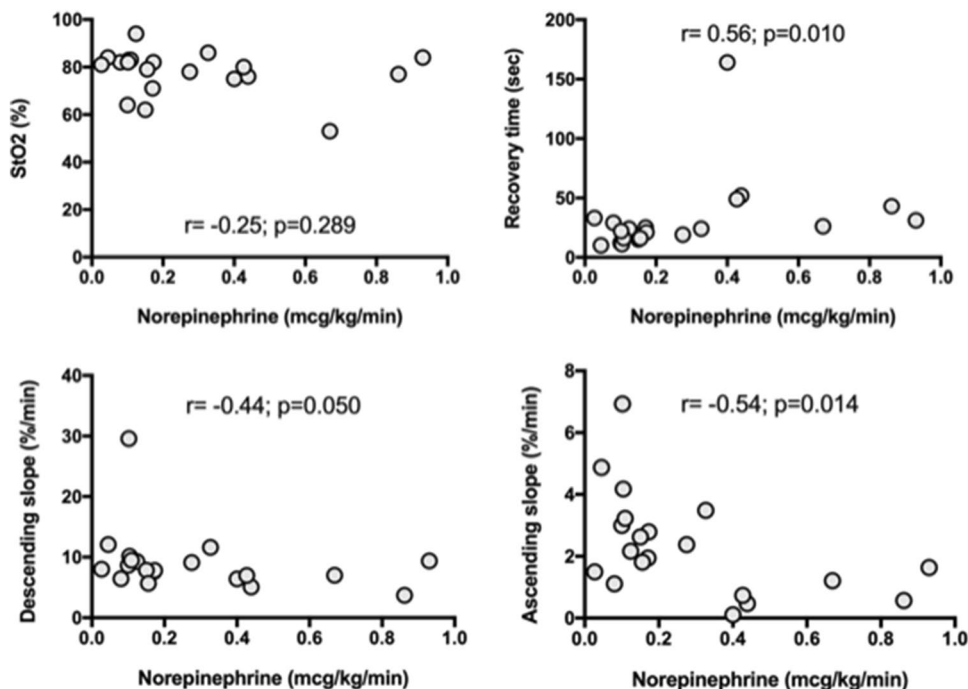 100
80
60
40
20
0
StO2 (%)
r= -0.25; p=0.289
0.0 0.2 0.4 0.6 0.8 1.0
Norepinephrine (mcg/kg/min)
200
150
100
50
0
Recovery time (sec)
r= 0.56; p=0.010
0.0 0.2 0.4 0.6 0.8 1.0
Norepinephrine (mcg/kg/min)
40
30
20
10
0
Descending slope (%/min)
r= -0.44; p=0.050
0.0 0.2 0.4 0.6 0.8 1.0
Norepinephrine (mcg/kg/min)
8
6
4
2
0
Ascending slope (%/min)
r= -0.54; p=0.014
0.0 0.2 0.4 0.6 0.8 1.0
Norepinephrine (mcg/kg/min)